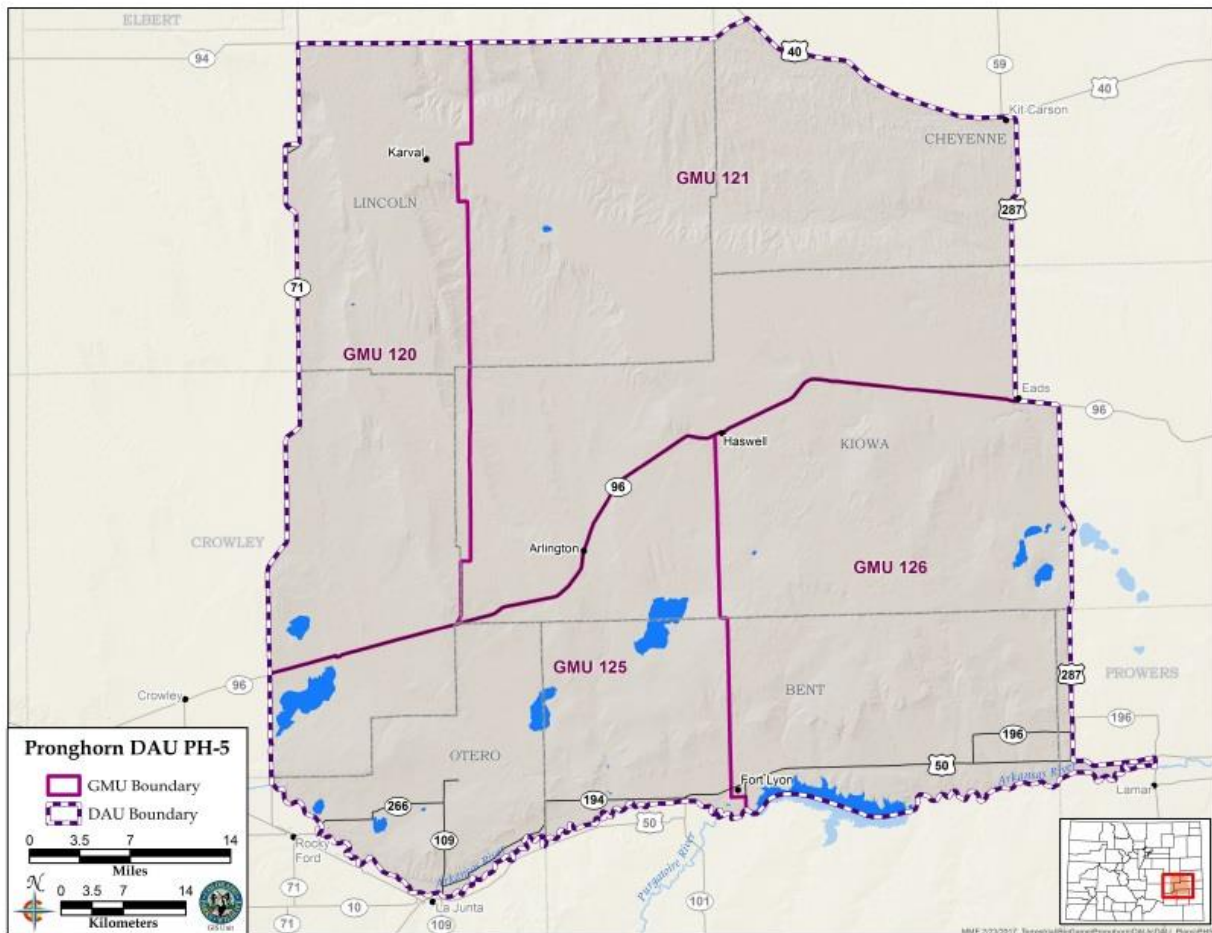 ELBERT
94
40
59
40
Kit Carson
CHEYENNE
Karval
GMU 121
LINCOLN
287
71
GMU 120
Eads
96
Haswell
KIOWA
96
Arlington
CROWLEY
GMU 126
GMU 125
PROWERS
287
Crowley
96
BENT
196
196
OTERO
50
Arkansas River
Fort Lyon
Lamar
194
266
50
109
Rocky
Ford
Arkansas River
Purgatoire River
71
10
La Junta
101
71
109
Pronghorn DAU PH-5
GMU Boundary
DAU Boundary
0 3.5 7 14
Miles
N
0 3.5 7 14
Kilometers
GIS Unit